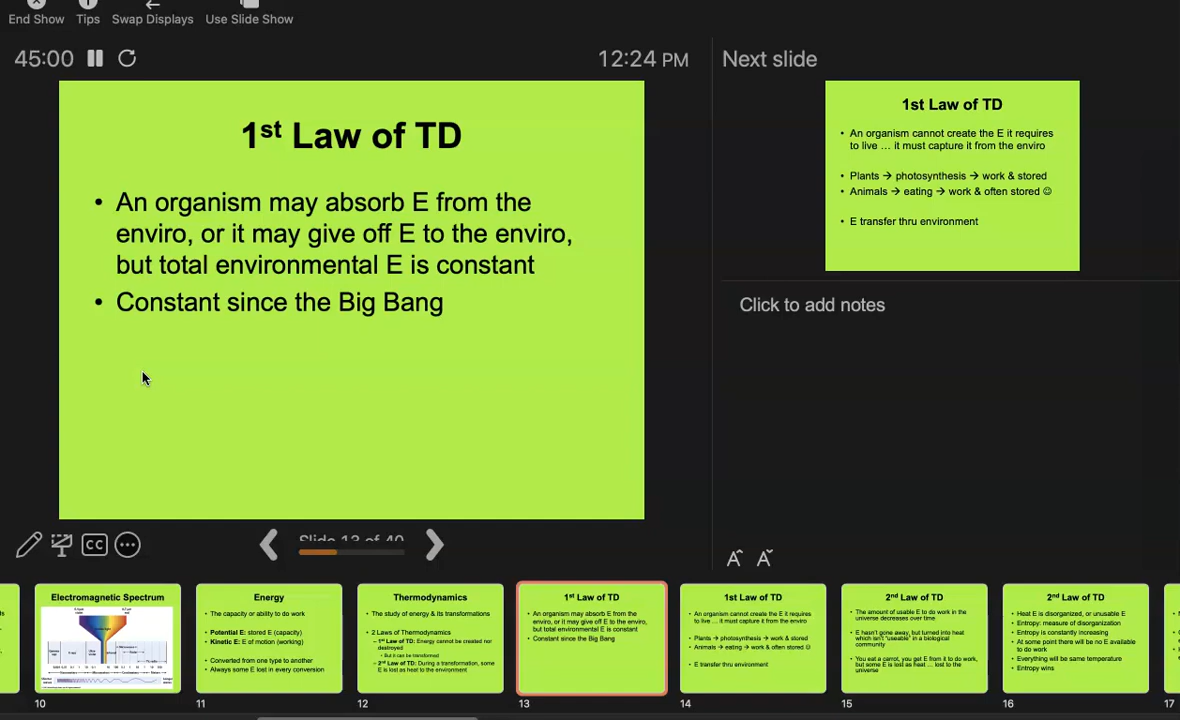 End Show Tips Swap Displays Use Slide Show
45:00
12:24 PM
Next slide
1st Law of TD
• An organism may absorb E from the
enviro, or it may give off E to the enviro,
but total environmental E is constant
• Constant since the Big Bang
1st Law of TD
• An organism cannot create the E it requires
to live ... it must capture it from the enviro
• Plants → photosynthesis → work & stored
• Animals → eating → work & often stored ☺
• E transfer thru environment
Click to add notes
CC
Slide 13 of 40
A A
Electromagnetic Spectrum
10
Energy
• The capacity or ability to do work
• Potential E: stored E (capacity)
• Kinetic E: E of motion (working)
• Converted from one type to another
• Always some E lost in every conversion
11
Thermodynamics
• The study of energy & its transformations
• 2 Laws of Thermodynamics
– 1st Law of TD: Energy cannot be created nor
destroyed
• But it can be transformed
– 2nd Law of TD: During a transformation, some
E is lost as heat to the environment
12
1st Law of TD
• An organism may absorb E from the
enviro, or it may give off E to the enviro,
but total environmental E is constant
• Constant since the Big Bang
13
1st Law of TD
• An organism cannot create the E it requires
to live ... it must capture it from the enviro
• Plants → photosynthesis → work & stored
• Animals → eating → work & often stored ☺
• E transfer thru environment
14
2nd Law of TD
• The amount of usable E to do work in the
universe decreases over time
• E hasn't gone away, but turned into heat
which isn't "useable" in a biological
community
• You eat a carrot, you get E from it to do work,
but some E is lost as heat... lost to the
universe
15
2nd Law of TD
• Heat E is disorganized, or unusable E
• Entropy: measure of disorganization
• Entropy is constantly increasing
• At some point there will be no E available
to do work
• Everything will be same temperature
• Entropy wins
16
17